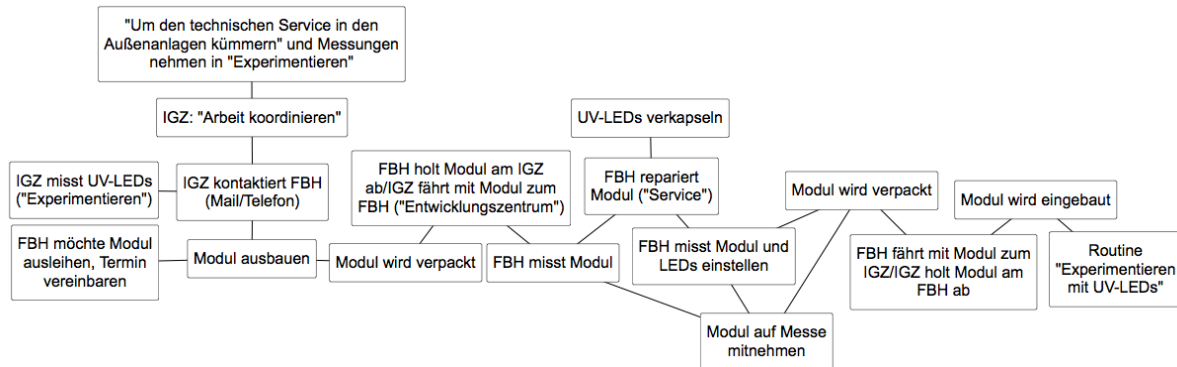 "Um den technischen Service in den
Außenanlagen kümmern" und Messungen
nehmen in "Experimentieren"
IGZ: "Arbeit koordinieren"
UV-LEDs verkapseln
IGZ misst UV-LEDs
("Experimentieren")
IGZ kontaktiert FBH
(Mail/Telefon)
FBH holt Modul am IGZ
ab/IGZ fährt mit Modul zum
FBH ("Entwicklungszentrum")
FBH repariert
Modul ("Service")
Modul wird verpackt
Modul wird eingebaut
FBH möchte Modul
ausleihen, Termin
vereinbaren
Modul ausbauen
Modul wird verpackt
FBH misst Modul
FBH misst Modul und
LEDs einstellen
FBH fährt mit Modul zum
IGZ/IGZ holt Modul am
FBH ab
Routine
"Experimentieren
mit UV-LEDs"
Modul auf Messe
mitnehmen